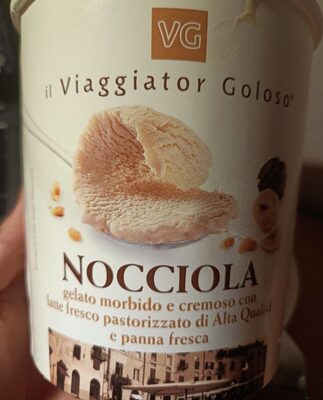 VG
il Viaggiator Goloso®
NOCCIOLA
gelato morbido e cremoso con
latte fresco pastorizzato di Alta Qualità
e panna fresca